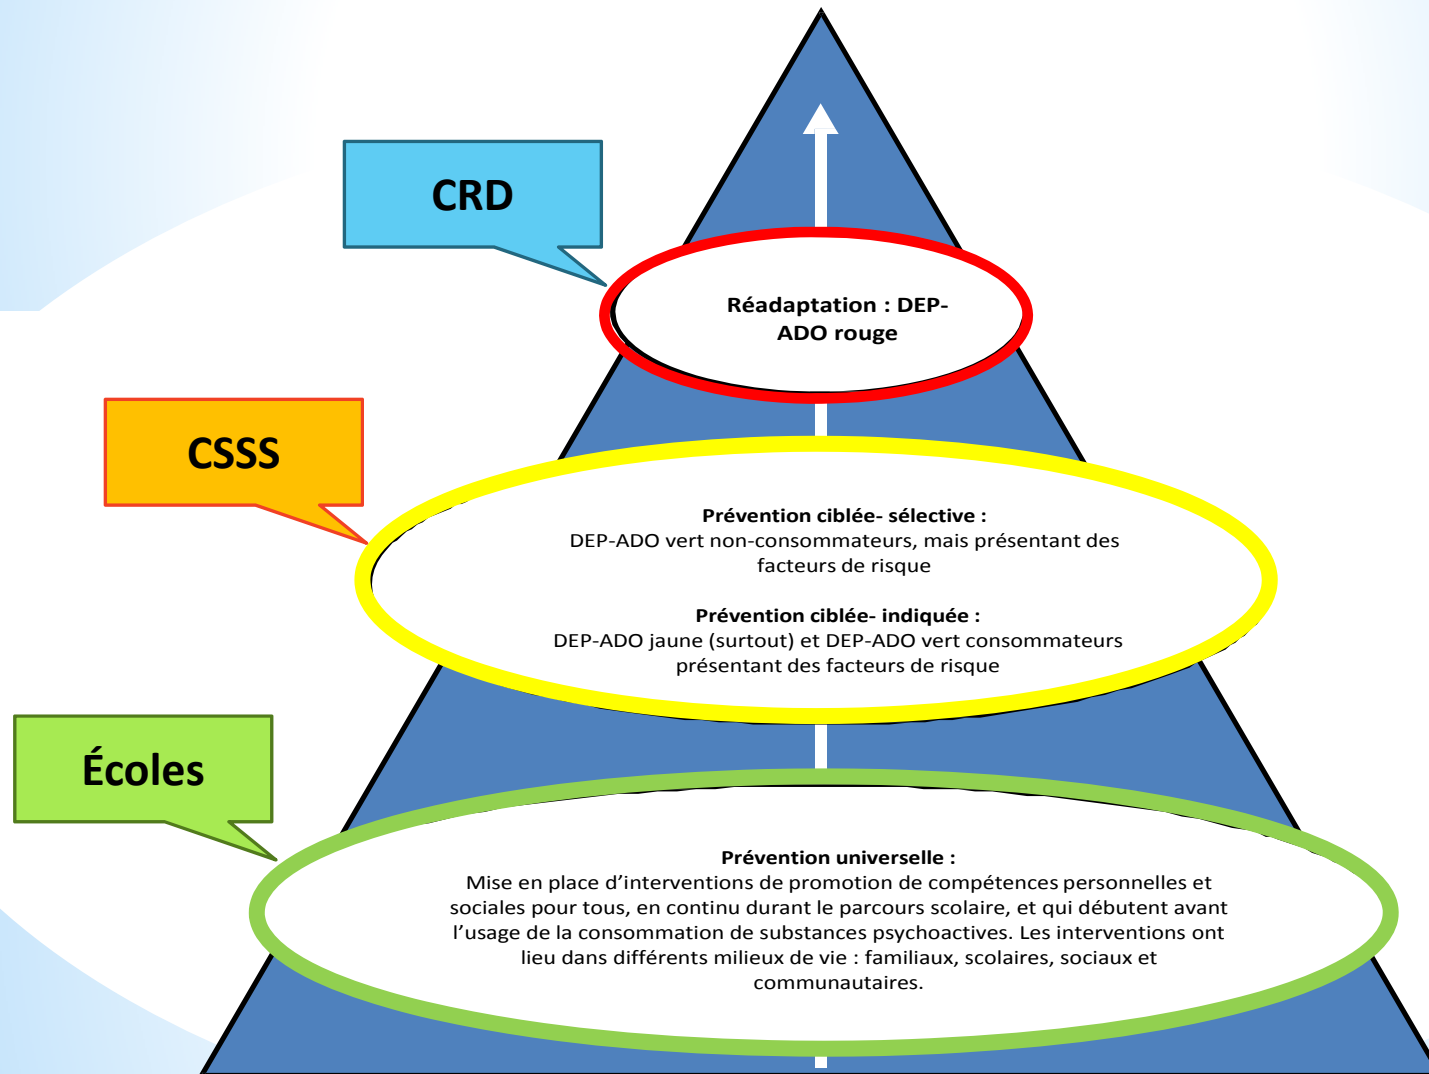 CRD
Réadaptation : DEP-
ADO rouge
CSSS
Prévention ciblée- sélective :
DEP-ADO vert non-consommateurs, mais présentant des
facteurs de risque
Prévention ciblée- indiquée :
DEP-ADO jaune (surtout) et DEP-ADO vert consommateurs
présentant des facteurs de risque
Écoles
Prévention universelle :
Mise en place d’interventions de promotion de compétences personnelles et
sociales pour tous, en continu durant le parcours scolaire, et qui débutent avant
l’usage de la consommation de substances psychoactives. Les interventions ont
lieu dans différents milieux de vie : familiaux, scolaires, sociaux et
communautaires.